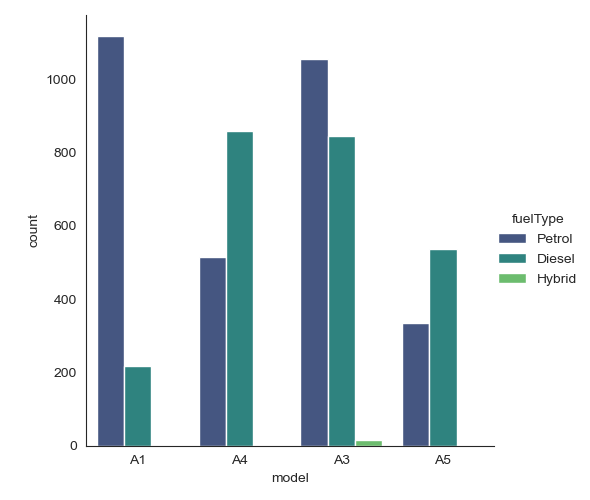 1000
800
600
400
200
0
count
A1 A4 A3 A5
model
fuelType
Petrol
Diesel
Hybrid